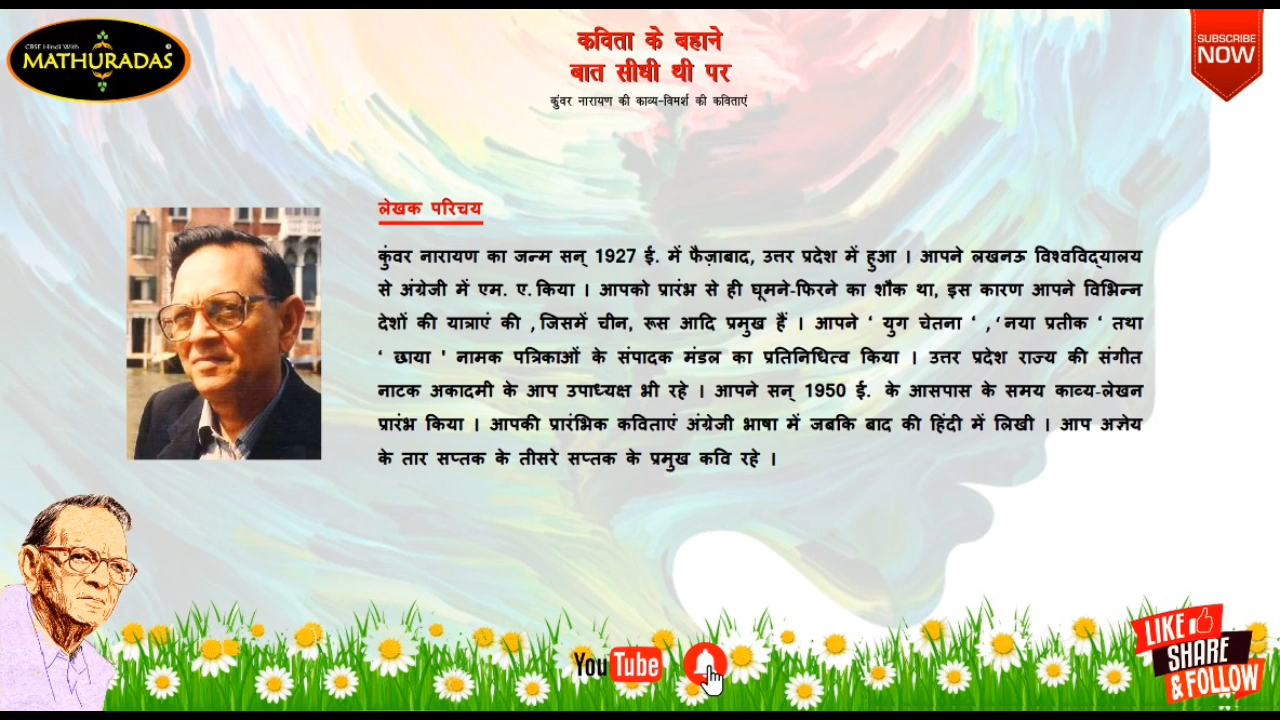 CBSE Hindi With
MATHURADAS
कविता के बहाने
बात सीधी थी पर
कुंवर नारायण की काव्य-विमर्श की कविताएं
SUBSCRIBE
NOW
लेखक परिचय
कुंवर नारायण का जन्म सन् 1927 ई. में फैज़ाबाद, उत्तर प्रदेश में हुआ । आपने लखनऊ विश्वविद्यालय
से अंग्रेजी में एम. ए. किया । आपको प्रारंभ से ही घूमने-फिरने का शौक था, इस कारण आपने विभिन्न
देशों की यात्राएं की , जिसमें चीन, रूस आदि प्रमुख हैं । आपने ‘ युग चेतना ‘ , ‘ नया प्रतीक ‘ तथा
‘ छाया ' नामक पत्रिकाओं के संपादक मंडल का प्रतिनिधित्व किया । उत्तर प्रदेश राज्य की संगीत
नाटक अकादमी के आप उपाध्यक्ष भी रहे । आपने सन् 1950 ई. के आसपास के समय काव्य-लेखन
प्रारंभ किया । आपकी प्रारंभिक कविताएं अंग्रेजी भाषा में जबकि बाद की हिंदी में लिखी । आप अज्ञेय
के तार सप्तक के तीसरे सप्तक के प्रमुख कवि रहे ।
YouTube
LIKE
SHARE
& FOLLOW